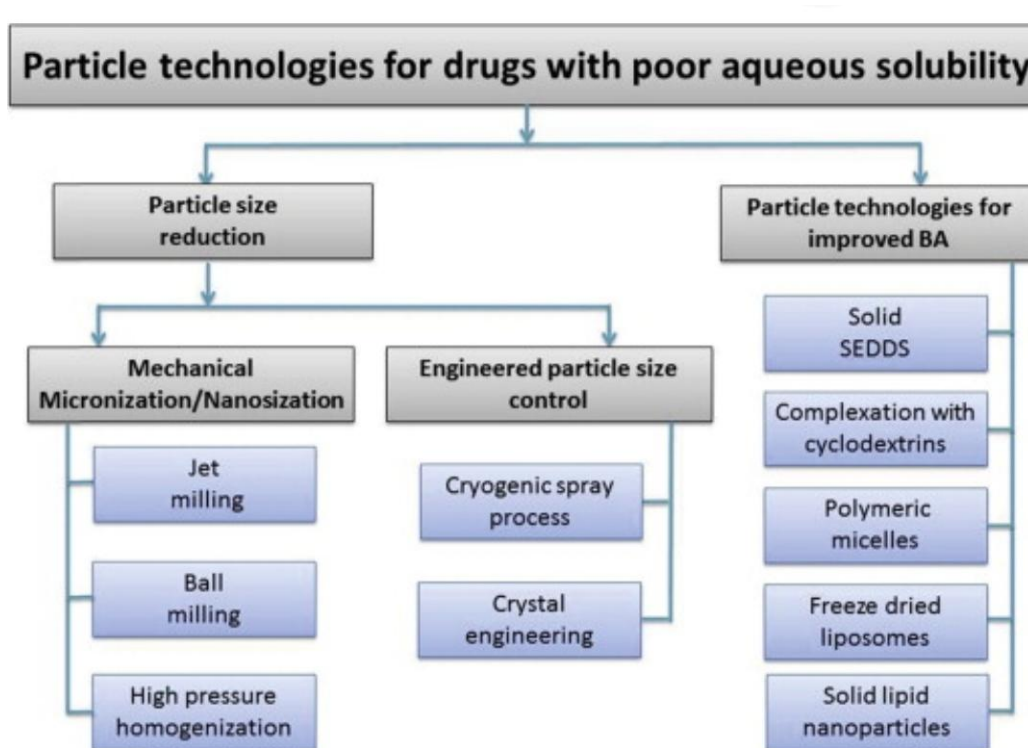 Particle technologies for drugs with poor aqueous solubility
Particle size
reduction
Particle technologies for
improved BA
Mechanical
Micronization/Nanosization
Engineered particle size
control
Jet
milling
Ball
milling
High pressure
homogenization
Cryogenic spray
process
Crystal
engineering
Solid
SEDDS
Complexation with
cyclodextrins
Polymeric
micelles
Freeze dried
liposomes
Solid lipid
nanoparticles